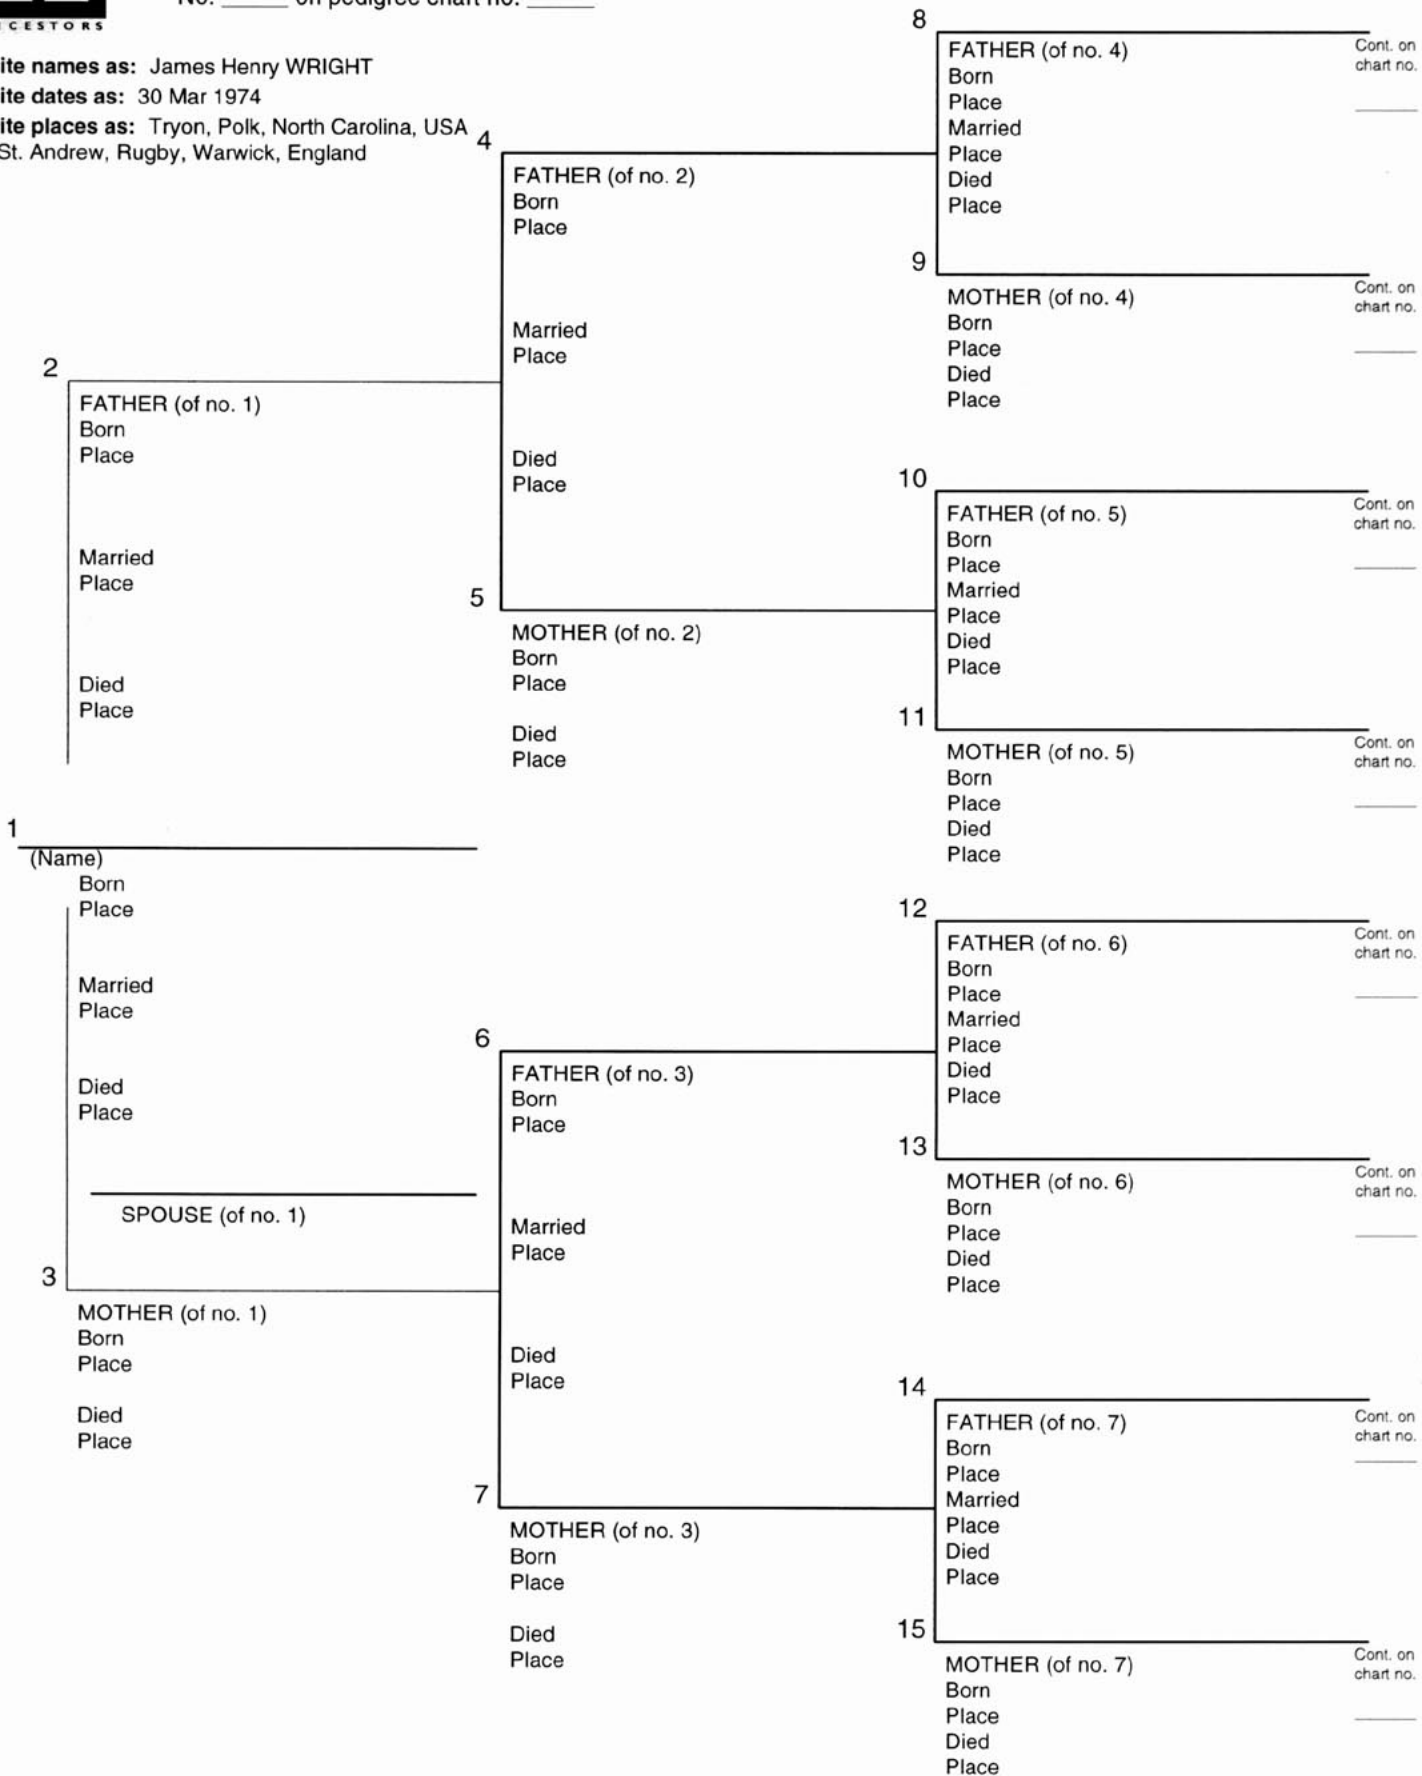 No. ______ on pedigree chart no. ______
CESTORS
ite names as: James Henry WRIGHT
ite dates as: 30 Mar 1974
ite places as: Tryon, Polk, North Carolina, USA
St. Andrew, Rugby, Warwick, England
8
FATHER (of no. 4)
Born
Place
Married
Place
Died
Place
Cont. on
chart no.
4
FATHER (of no. 2)
Born
Place
Married
Place
Died
Place
9
MOTHER (of no. 4)
Born
Place
Died
Place
Cont. on
chart no.
2
FATHER (of no. 1)
Born
Place
Married
Place
Died
Place
10
FATHER (of no. 5)
Born
Place
Married
Place
Died
Place
Cont. on
chart no.
5
MOTHER (of no. 2)
Born
Place
Died
Place
11
MOTHER (of no. 5)
Born
Place
Died
Place
Cont. on
chart no.
1
(Name)
Born
Place
Married
Place
Died
Place
SPOUSE (of no. 1)
12
FATHER (of no. 6)
Born
Place
Married
Place
Died
Place
Cont. on
chart no.
6
FATHER (of no. 3)
Born
Place
Married
Place
Died
Place
13
MOTHER (of no. 6)
Born
Place
Died
Place
Cont. on
chart no.
3
MOTHER (of no. 1)
Born
Place
Died
Place
14
FATHER (of no. 7)
Born
Place
Married
Place
Died
Place
Cont. on
chart no.
7
MOTHER (of no. 3)
Born
Place
Died
Place
15
MOTHER (of no. 7)
Born
Place
Died
Place
Cont. on
chart no.